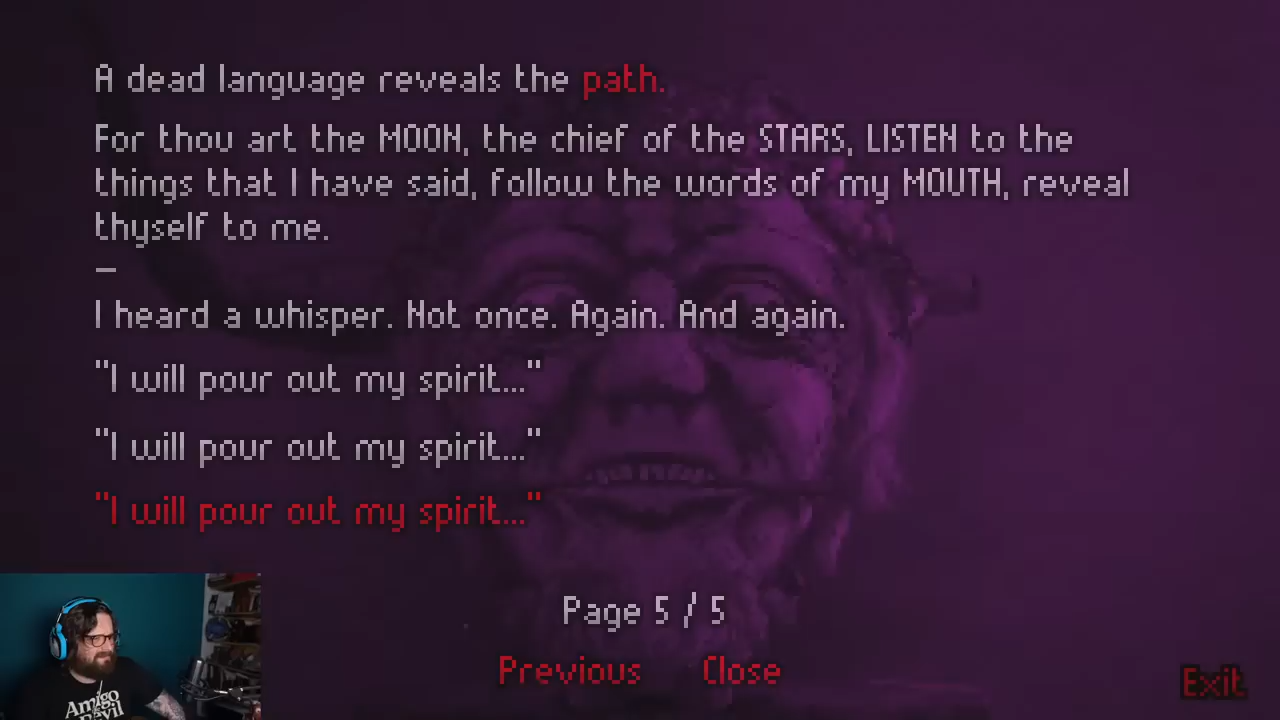 A dead language reveals the path.
For thou art the MOON, the chief of the STARS, LISTEN to the
things that I have said, follow the words of my MOUTH, reveal
thyself to me.
—
I heard a whisper. Not once. Again. And again.
"I will pour out my spirit..."
"I will pour out my spirit..."
"I will pour out my spirit..."
Page 5 / 5
Previous Close
Exit
Amigo